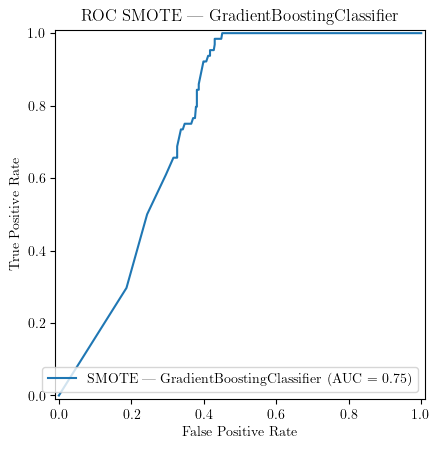 ROC SMOTE — GradientBoostingClassifier
1.0
0.8
0.6
0.4
0.2
0.0
True Positive Rate
SMOTE — GradientBoostingClassifier (AUC = 0.75)
0.0 0.2 0.4 0.6 0.8 1.0
False Positive Rate